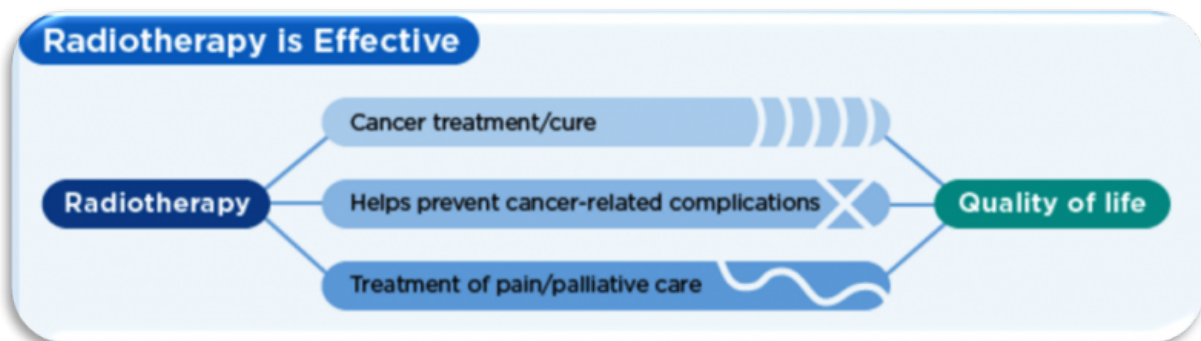 Radiotherapy is Effective
Cancer treatment/cure
Radiotherapy
Helps prevent cancer-related complications
Quality of life
Treatment of pain/palliative care